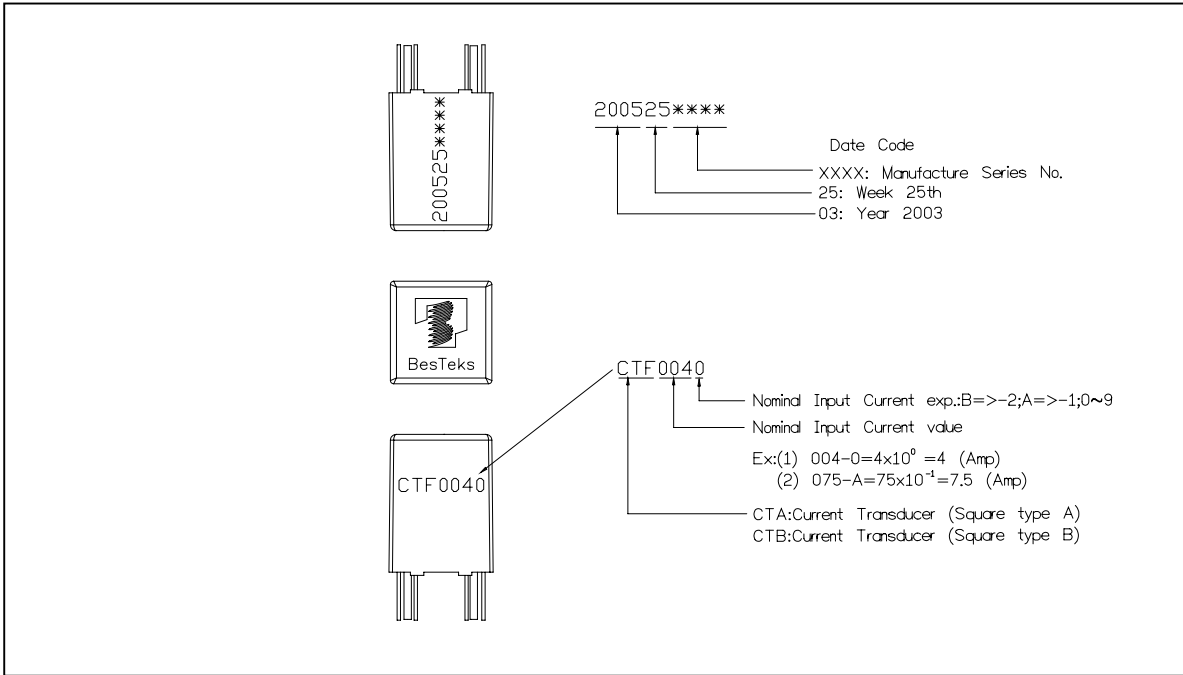 200525****
200525****
Date Code
XXXX: Manufacture Series No.
25: Week 25th
03: Year 2003
BesTeks
CTF0040
Nominal Input Current exp.:B=>-2;A=>-1;0~9
Nominal Input Current value
Ex:(1) 004-0=4x10⁰ =4 (Amp)
(2) 075-A=75x10⁻¹=7.5 (Amp)
CTF0040
CTA:Current Transducer (Square type A)
CTB:Current Transducer (Square type B)